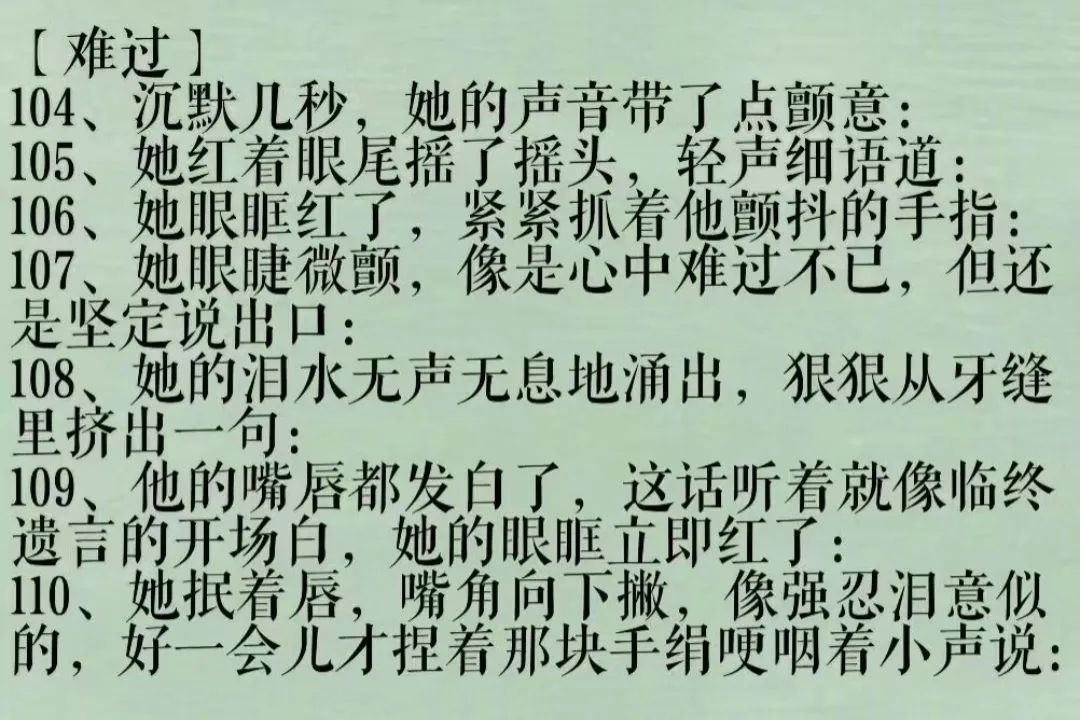 【难过】
104、沉默几秒，她的声音带了点颤意：
105、她红着眼尾摇了摇头，轻声细语道：
106、她眼眶红了，紧紧抓着他颤抖的手指：
107、她眼睫微颤，像是心中难过不已，但还
是坚定说出口：
108、她的泪水无声无息地涌出，狠狠从牙缝
里挤出一句：
109、他的嘴唇都发白了，这话听着就像临终
遗言的开场白，她的眼眶立即红了：
110、她抿着唇，嘴角向下撇，像强忍泪意似
的，好一会儿才捏着那块手绢哽咽着小声说：